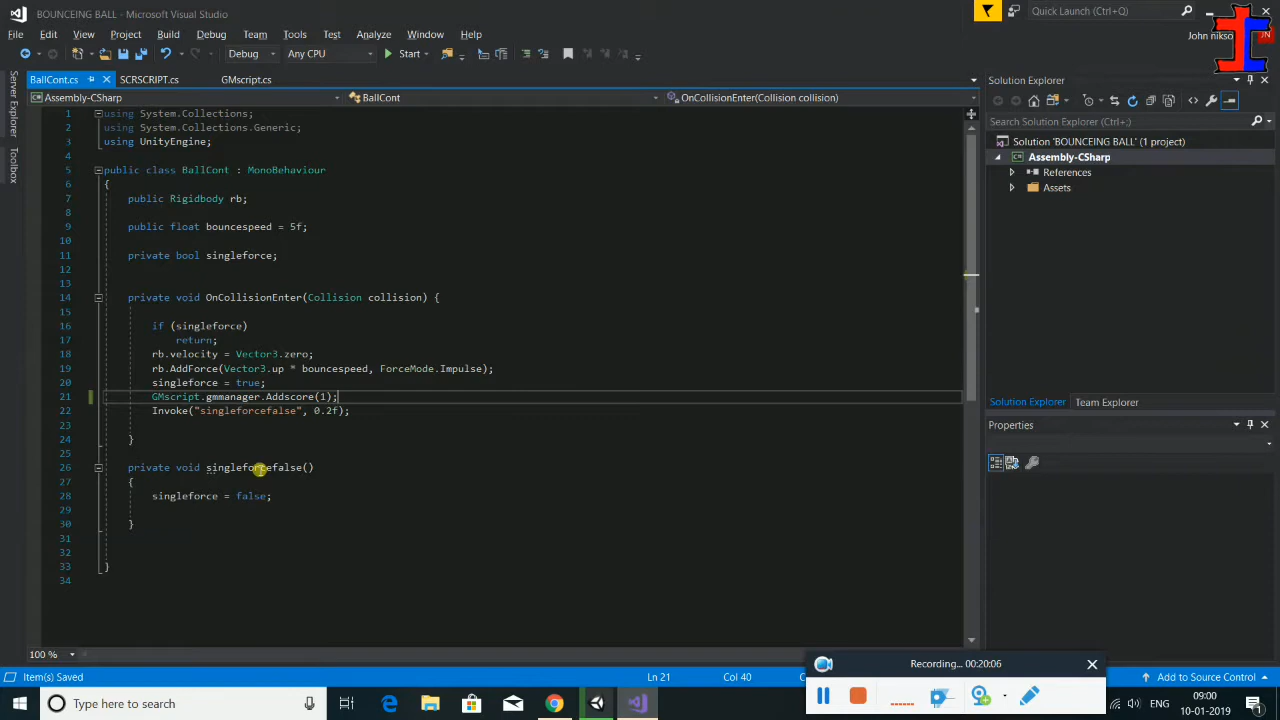 BOUNCEING BALL - Microsoft Visual Studio
Quick Launch (Ctrl+Q)
File Edit View Project Build Debug Team Tools Test Analyze Window Help
John nikso
JN
Debug Any CPU Start
Server Explorer
Toolbox
BallCont.cs SCRSCRIPT.cs GMscript.cs
Assembly-CSharp BallCont OnCollisionEnter(Collision collision)
1 using System.Collections;
2 using System.Collections.Generic;
3 using UnityEngine;
4
5 public class BallCont : MonoBehaviour
6 {
7 public Rigidbody rb;
8
9 public float bouncespeed = 5f;
10
11 private bool singleforce;
12
13
14 private void OnCollisionEnter(Collision collision) {
15
16 if (singleforce)
17 return;
18 rb.velocity = Vector3.zero;
19 rb.AddForce(Vector3.up * bouncespeed, ForceMode.Impulse);
20 singleforce = true;
21 GMscript.gmmanager.Addscore(1);
22 Invoke("singleforcefalse", 0.2f);
23
24 }
25
26 private void singleforcefalse()
27 {
28 singleforce = false;
29
30 }
31
32
33 }
34
100 %
Solution Explorer
Search Solution Explorer (Ctrl+;)
Solution 'BOUNCEING BALL' (1 project)
Assembly-CSharp
References
Assets
Solution Explorer Team Explorer
Properties
Recording... 00:20:06
Item(s) Saved Ln 21 Col 40 Add to Source Control
Type here to search
ENG
09:00
10-01-2019
1